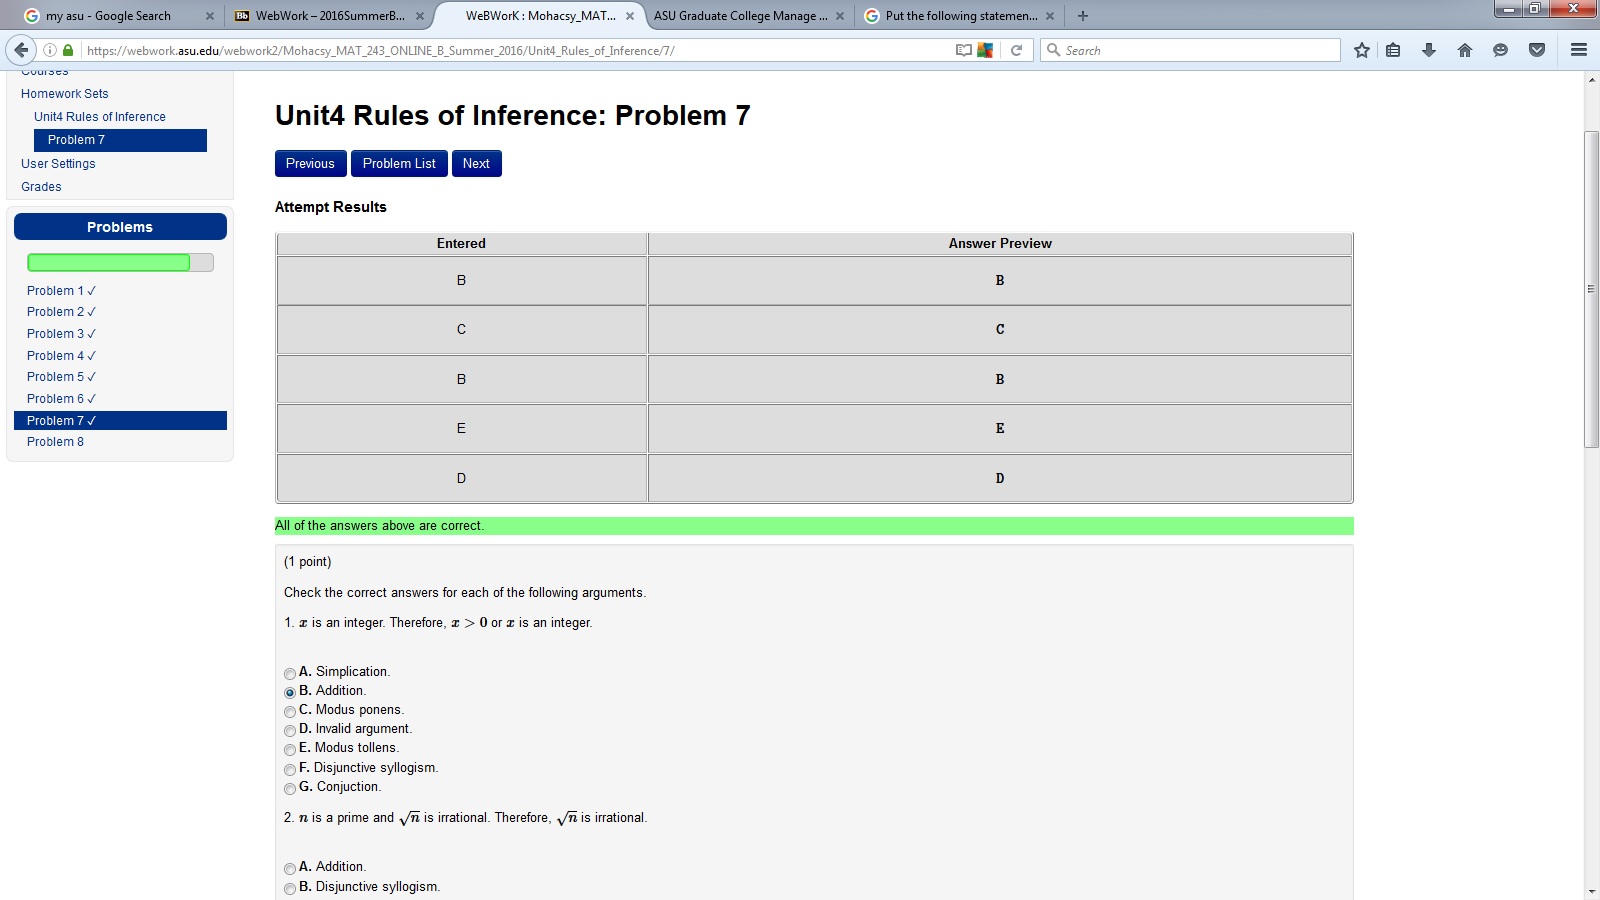 my asu - Google Search
WebWork – 2016SummerB...
WeBWorK : Mohacsy_MAT...
ASU Graduate College Manage ...
Put the following statemen...
https://webwork.asu.edu/webwork2/Mohacsy_MAT_243_ONLINE_B_Summer_2016/Unit4_Rules_of_Inference/7/
Search
Courses
Homework Sets
Unit4 Rules of Inference
Problem 7
User Settings
Grades
Problems
Problem 1 ✓
Problem 2 ✓
Problem 3 ✓
Problem 4 ✓
Problem 5 ✓
Problem 6 ✓
Problem 7 ✓
Problem 8
Unit4 Rules of Inference: Problem 7
Previous
Problem List
Next
Attempt Results
Entered Answer Preview
B B
C C
B B
E E
D D
All of the answers above are correct.
(1 point)
Check the correct answers for each of the following arguments.
1. x is an integer. Therefore, x > 0 or x is an integer.
A. Simplication.
B. Addition.
C. Modus ponens.
D. Invalid argument.
E. Modus tollens.
F. Disjunctive syllogism.
G. Conjuction.
2. n is a prime and √n is irrational. Therefore, √n is irrational.
A. Addition.
B. Disjunctive syllogism.